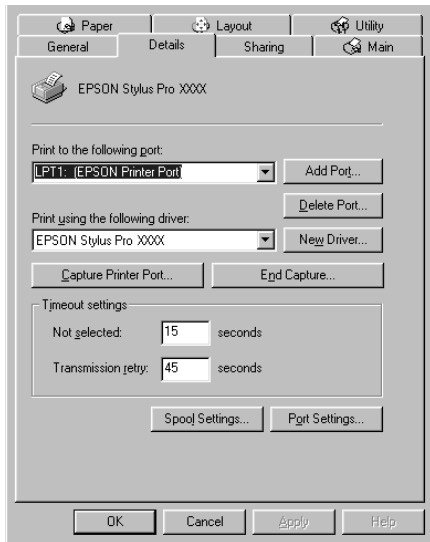 Paper Layout Utility
General Details Sharing Main
EPSON Stylus Pro XXXX
Print to the following port:
LPT1: (EPSON Printer Port) Add Port...
Delete Port...
Print using the following driver:
EPSON Stylus Pro XXXX New Driver...
Capture Printer Port... End Capture...
Timeout settings
Not selected: 15 seconds
Transmission retry: 45 seconds
Spool Settings... Port Settings...
OK Cancel Apply Help